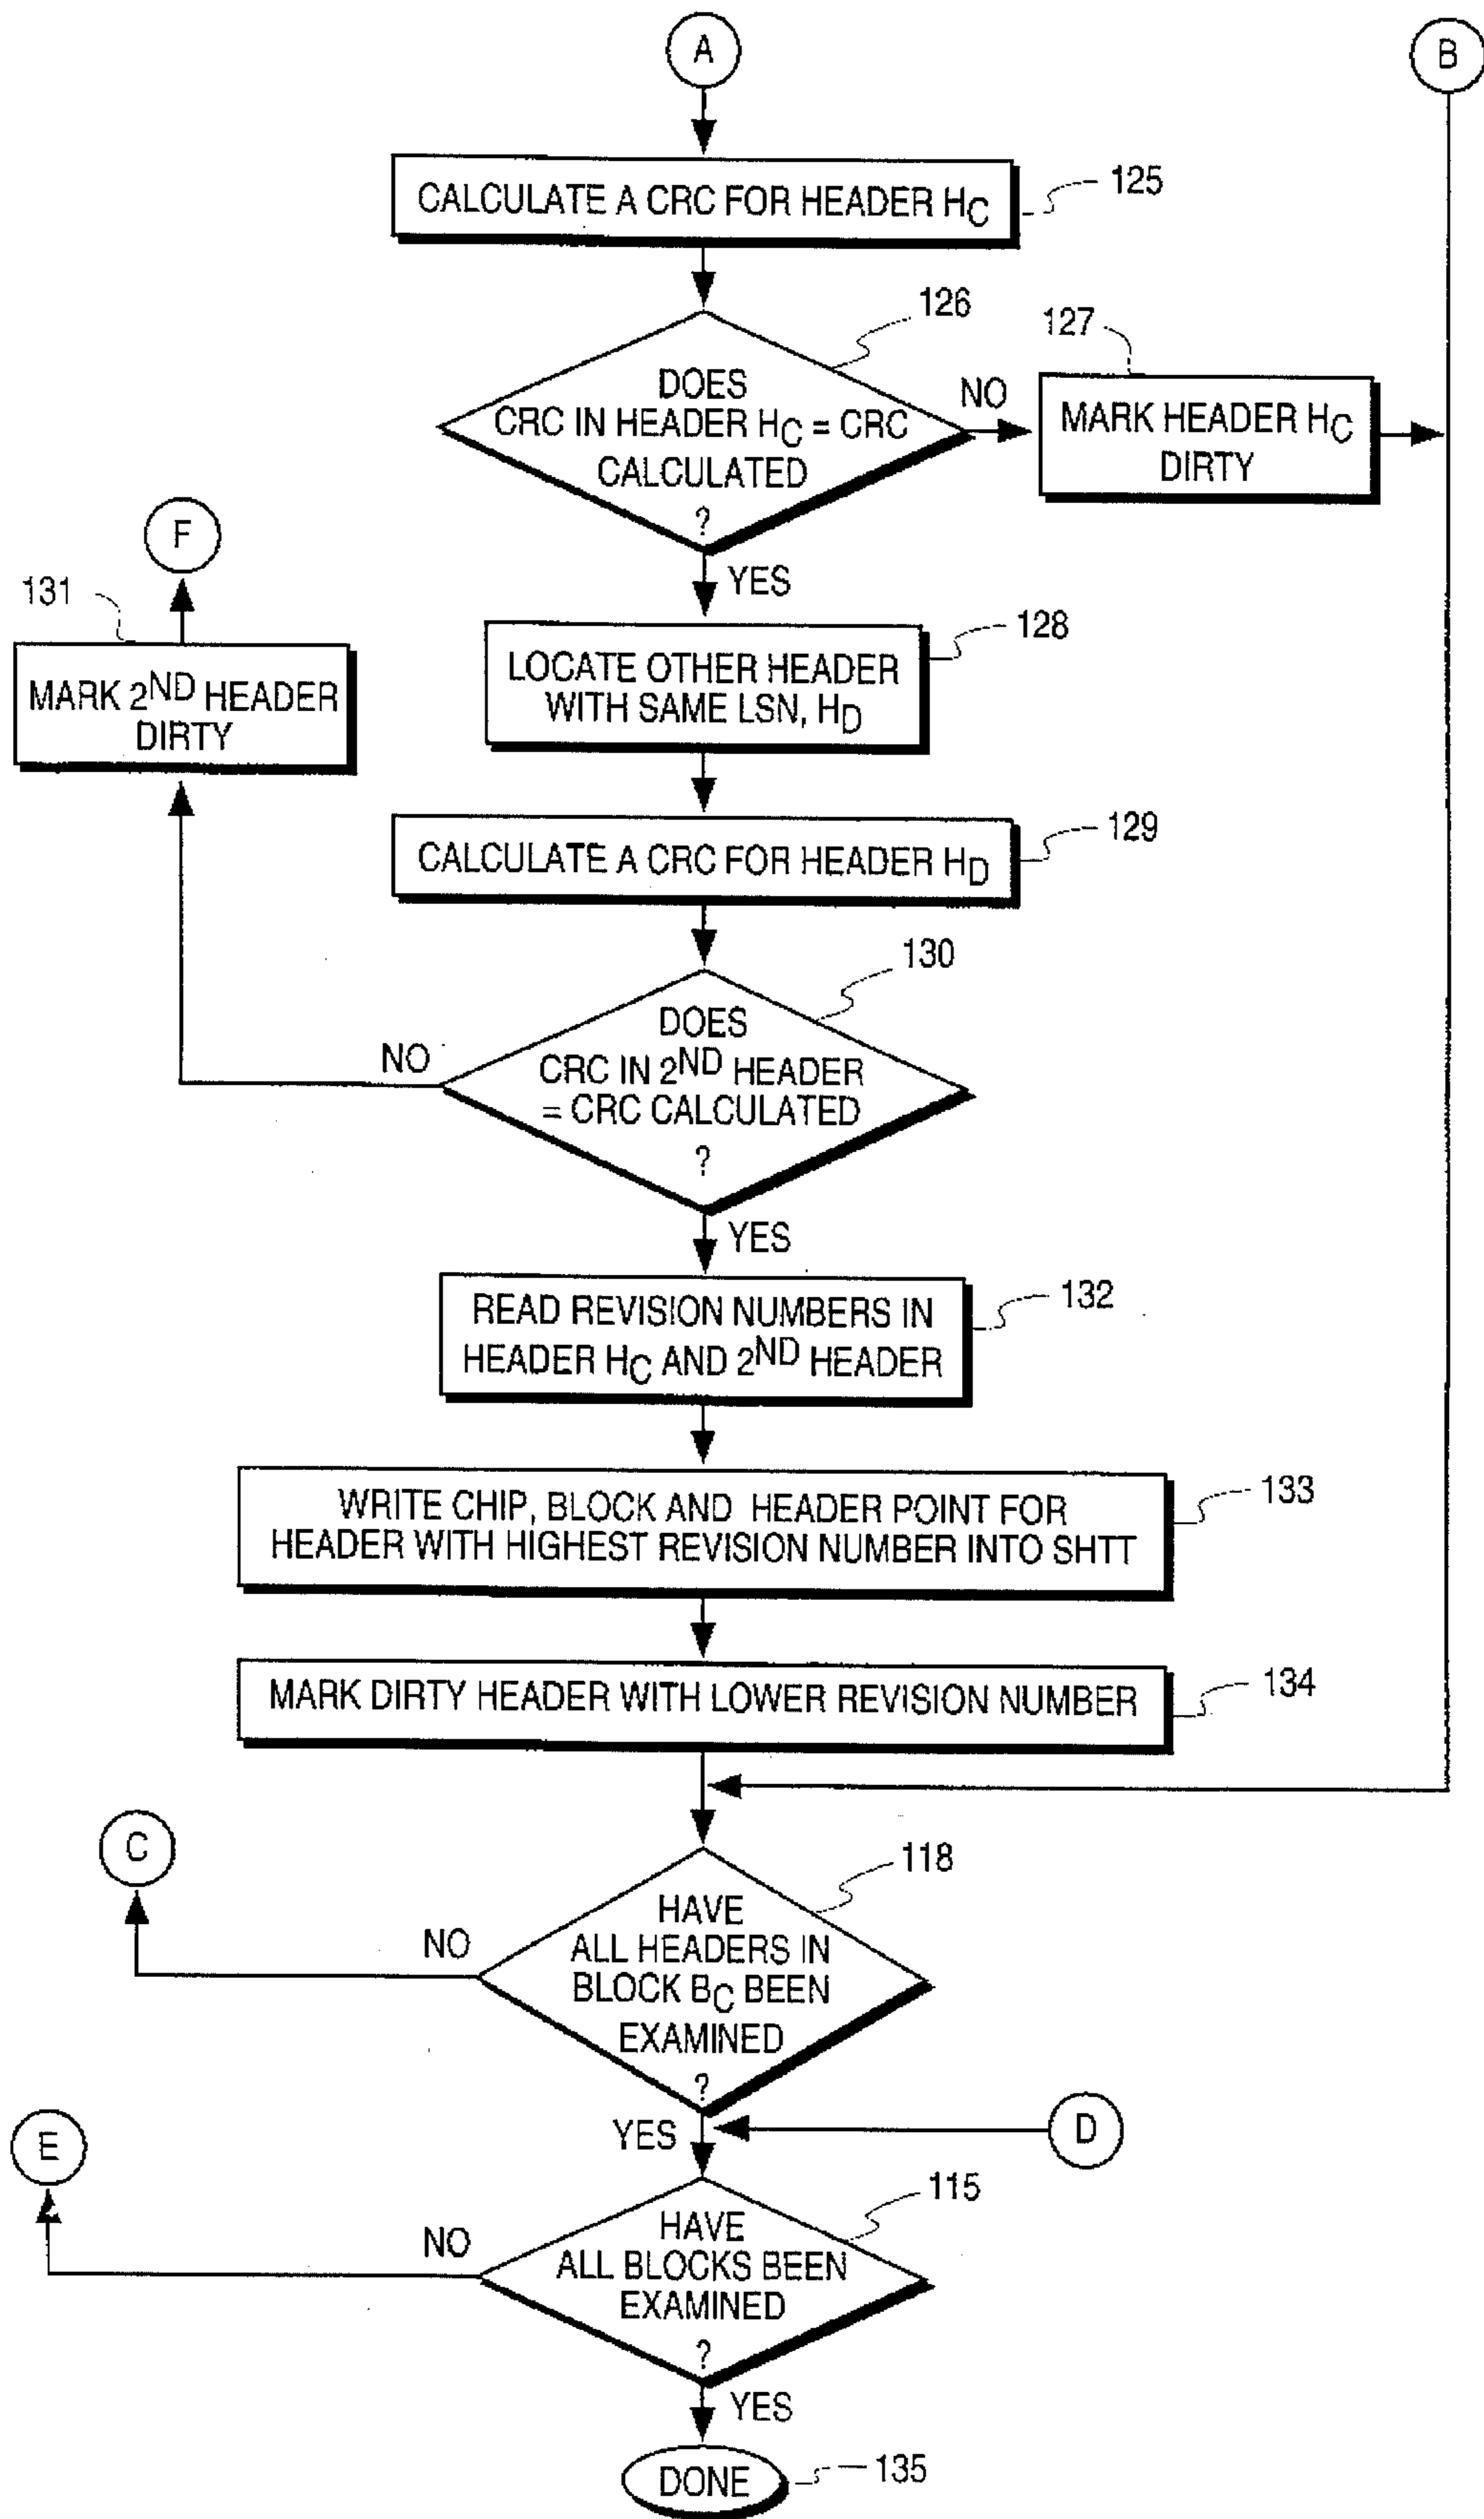 A
B
CALCULATE A CRC FOR HEADER HC
125
126
DOES
CRC IN HEADER HC = CRC
CALCULATED
?
NO
127
MARK HEADER HC
DIRTY
F
YES
131
MARK 2ND HEADER
DIRTY
128
LOCATE OTHER HEADER
WITH SAME LSN, HD
129
CALCULATE A CRC FOR HEADER HD
130
DOES
CRC IN 2ND HEADER
= CRC CALCULATED
?
NO
YES
132
READ REVISION NUMBERS IN
HEADER HC AND 2ND HEADER
133
WRITE CHIP, BLOCK AND HEADER POINT FOR
HEADER WITH HIGHEST REVISION NUMBER INTO SHTT
134
MARK DIRTY HEADER WITH LOWER REVISION NUMBER
C
118
HAVE
ALL HEADERS IN
BLOCK BC BEEN
EXAMINED
?
NO
YES
D
E
115
HAVE
ALL BLOCKS BEEN
EXAMINED
?
NO
YES
DONE
135